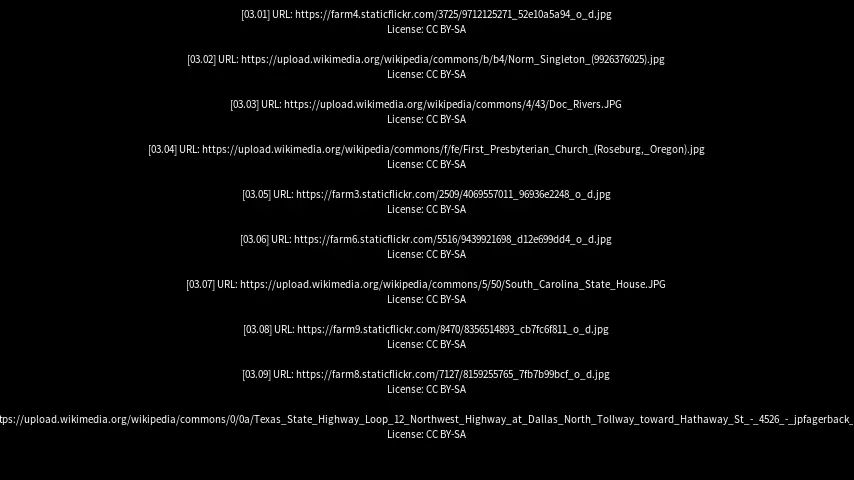 [03.01] URL: https://farm4.staticflickr.com/3725/9712125271_52e10a5a94_o_d.jpg
License: CC BY-SA
[03.02] URL: https://upload.wikimedia.org/wikipedia/commons/b/b4/Norm_Singleton_(9926376025).jpg
License: CC BY-SA
[03.03] URL: https://upload.wikimedia.org/wikipedia/commons/4/43/Doc_Rivers.JPG
License: CC BY-SA
[03.04] URL: https://upload.wikimedia.org/wikipedia/commons/f/fe/First_Presbyterian_Church_(Roseburg,_Oregon).jpg
License: CC BY-SA
[03.05] URL: https://farm3.staticflickr.com/2509/4069557011_96936e2248_o_d.jpg
License: CC BY-SA
[03.06] URL: https://farm6.staticflickr.com/5516/9439921698_d12e699dd4_o_d.jpg
License: CC BY-SA
[03.07] URL: https://upload.wikimedia.org/wikipedia/commons/5/50/South_Carolina_State_House.JPG
License: CC BY-SA
[03.08] URL: https://farm9.staticflickr.com/8470/8356514893_cb7fc6f811_o_d.jpg
License: CC BY-SA
[03.09] URL: https://farm8.staticflickr.com/7127/8159255765_7fb7b99bcf_o_d.jpg
License: CC BY-SA
tps://upload.wikimedia.org/wikipedia/commons/0/0a/Texas_State_Highway_Loop_12_Northwest_Highway_at_Dallas_North_Tollway_toward_Hathaway_St_-_4526_-_jpfagerback_
License: CC BY-SA